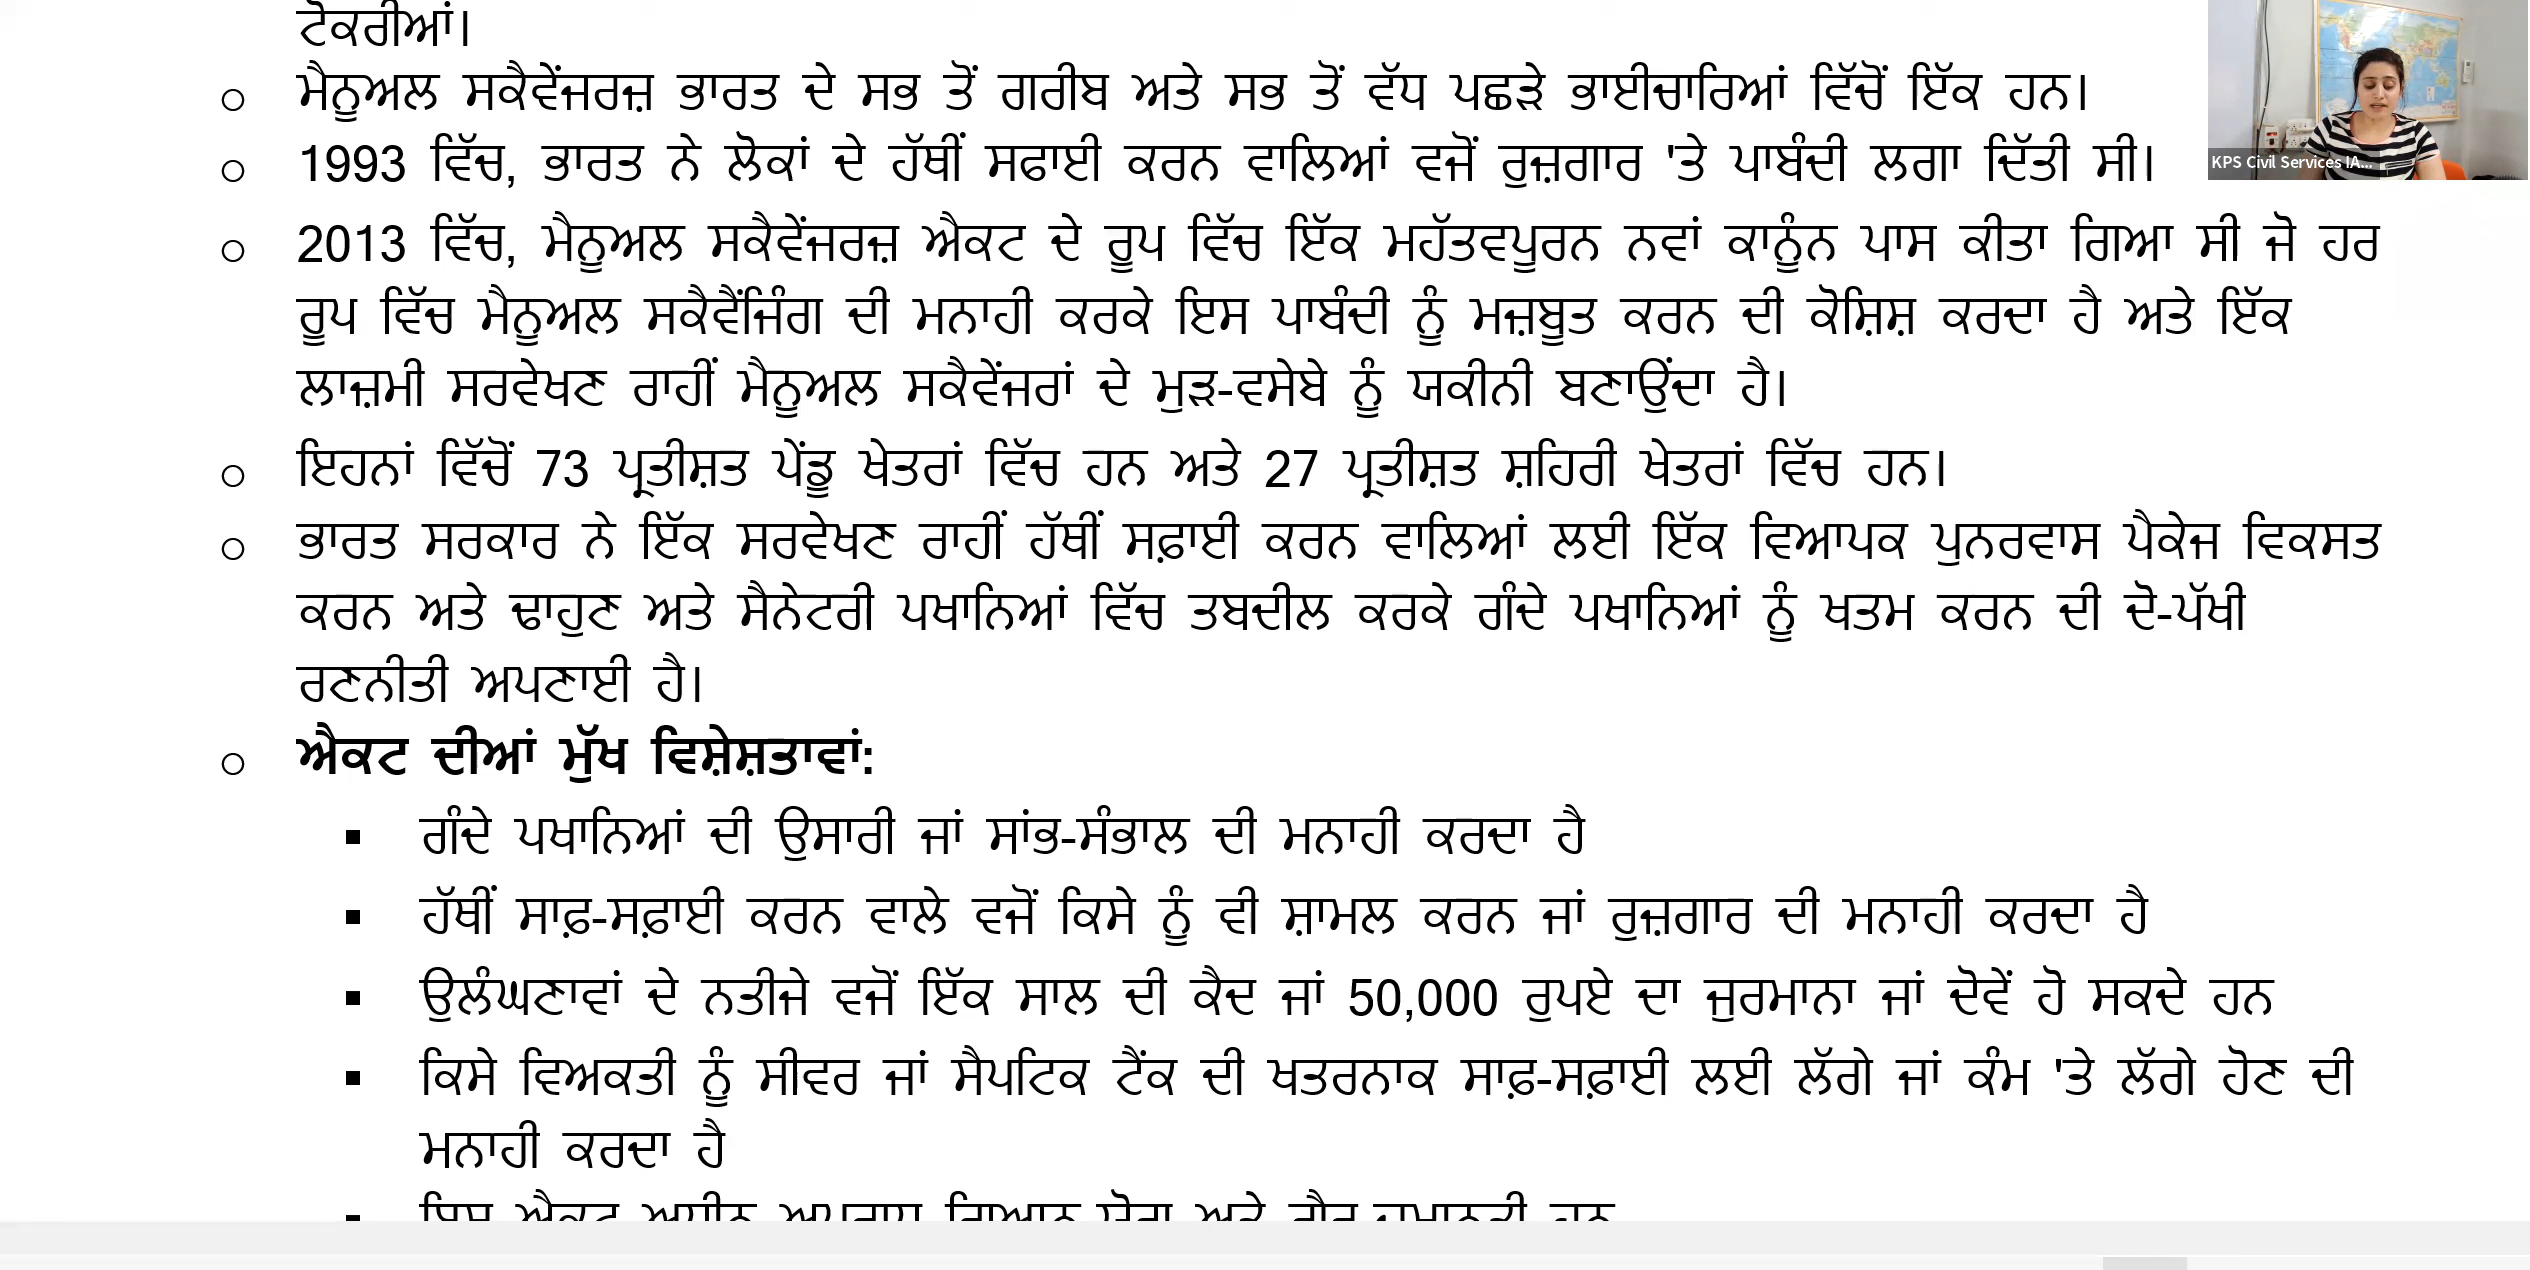 ਟੋਕਰੀਆਂ।
○ ਮੈਨੂਅਲ ਸਕੈਵੇਂਜਰਜ਼ ਭਾਰਤ ਦੇ ਸਭ ਤੋਂ ਗਰੀਬ ਅਤੇ ਸਭ ਤੋਂ ਵੱਧ ਪਛੜੇ ਭਾਈਚਾਰਿਆਂ ਵਿੱਚੋਂ ਇੱਕ ਹਨ।
○ 1993 ਵਿੱਚ, ਭਾਰਤ ਨੇ ਲੋਕਾਂ ਦੇ ਹੱਥੀਂ ਸਫਾਈ ਕਰਨ ਵਾਲਿਆਂ ਵਜੋਂ ਰੁਜ਼ਗਾਰ 'ਤੇ ਪਾਬੰਦੀ ਲਗਾ ਦਿੱਤੀ ਸੀ।
KPS Civil Services IA...
○ 2013 ਵਿੱਚ, ਮੈਨੂਅਲ ਸਕੈਵੇਂਜਰਜ਼ ਐਕਟ ਦੇ ਰੂਪ ਵਿੱਚ ਇੱਕ ਮਹੱਤਵਪੂਰਨ ਨਵਾਂ ਕਾਨੂੰਨ ਪਾਸ ਕੀਤਾ ਗਿਆ ਸੀ ਜੋ ਹਰ
ਰੂਪ ਵਿੱਚ ਮੈਨੂਅਲ ਸਕੈਵੈਂਜਿੰਗ ਦੀ ਮਨਾਹੀ ਕਰਕੇ ਇਸ ਪਾਬੰਦੀ ਨੂੰ ਮਜ਼ਬੂਤ ਕਰਨ ਦੀ ਕੋਸ਼ਿਸ਼ ਕਰਦਾ ਹੈ ਅਤੇ ਇੱਕ
ਲਾਜ਼ਮੀ ਸਰਵੇਖਣ ਰਾਹੀਂ ਮੈਨੂਅਲ ਸਕੈਵੇਂਜਰਾਂ ਦੇ ਮੁੜ-ਵਸੇਬੇ ਨੂੰ ਯਕੀਨੀ ਬਣਾਉਂਦਾ ਹੈ।
○ ਇਹਨਾਂ ਵਿੱਚੋਂ 73 ਪ੍ਰਤੀਸ਼ਤ ਪੇਂਡੂ ਖੇਤਰਾਂ ਵਿੱਚ ਹਨ ਅਤੇ 27 ਪ੍ਰਤੀਸ਼ਤ ਸ਼ਹਿਰੀ ਖੇਤਰਾਂ ਵਿੱਚ ਹਨ।
○ ਭਾਰਤ ਸਰਕਾਰ ਨੇ ਇੱਕ ਸਰਵੇਖਣ ਰਾਹੀਂ ਹੱਥੀਂ ਸਫ਼ਾਈ ਕਰਨ ਵਾਲਿਆਂ ਲਈ ਇੱਕ ਵਿਆਪਕ ਪੁਨਰਵਾਸ ਪੈਕੇਜ ਵਿਕਸਤ
ਕਰਨ ਅਤੇ ਢਾਹੁਣ ਅਤੇ ਸੈਨੇਟਰੀ ਪਖਾਨਿਆਂ ਵਿੱਚ ਤਬਦੀਲ ਕਰਕੇ ਗੰਦੇ ਪਖਾਨਿਆਂ ਨੂੰ ਖਤਮ ਕਰਨ ਦੀ ਦੋ-ਪੱਖੀ
ਰਣਨੀਤੀ ਅਪਣਾਈ ਹੈ।
○ ਐਕਟ ਦੀਆਂ ਮੁੱਖ ਵਿਸ਼ੇਸ਼ਤਾਵਾਂ:
▪ ਗੰਦੇ ਪਖਾਨਿਆਂ ਦੀ ਉਸਾਰੀ ਜਾਂ ਸਾਂਭ-ਸੰਭਾਲ ਦੀ ਮਨਾਹੀ ਕਰਦਾ ਹੈ
▪ ਹੱਥੀਂ ਸਾਫ਼-ਸਫ਼ਾਈ ਕਰਨ ਵਾਲੇ ਵਜੋਂ ਕਿਸੇ ਨੂੰ ਵੀ ਸ਼ਾਮਲ ਕਰਨ ਜਾਂ ਰੁਜ਼ਗਾਰ ਦੀ ਮਨਾਹੀ ਕਰਦਾ ਹੈ
▪ ਉਲੰਘਣਾਵਾਂ ਦੇ ਨਤੀਜੇ ਵਜੋਂ ਇੱਕ ਸਾਲ ਦੀ ਕੈਦ ਜਾਂ 50,000 ਰੁਪਏ ਦਾ ਜੁਰਮਾਨਾ ਜਾਂ ਦੋਵੇਂ ਹੋ ਸਕਦੇ ਹਨ
▪ ਕਿਸੇ ਵਿਅਕਤੀ ਨੂੰ ਸੀਵਰ ਜਾਂ ਸੈਪਟਿਕ ਟੈਂਕ ਦੀ ਖਤਰਨਾਕ ਸਾਫ਼-ਸਫ਼ਾਈ ਲਈ ਲੱਗੇ ਜਾਂ ਕੰਮ 'ਤੇ ਲੱਗੇ ਹੋਣ ਦੀ
ਮਨਾਹੀ ਕਰਦਾ ਹੈ